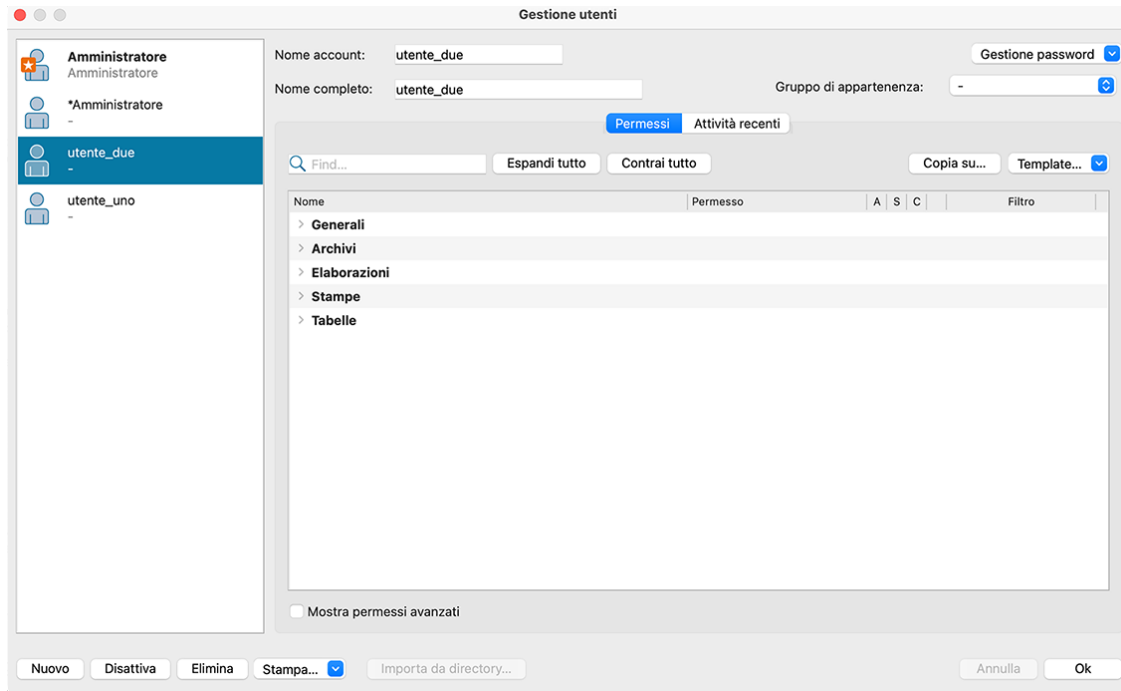 Gestione utenti
Amministratore
Amministratore
*Amministratore
-
utente_due
-
utente_uno
-
Nome account: utente_due Gestione password
Nome completo: utente_due Gruppo di appartenenza: -
Permessi Attività recenti
Find... Espandi tutto Contrai tutto Copia su... Template...
Nome Permesso A S C Filtro
Generali
Archivi
Elaborazioni
Stampe
Tabelle
Mostra permessi avanzati
Nuovo Disattiva Elimina Stampa... Importa da directory... Annulla Ok